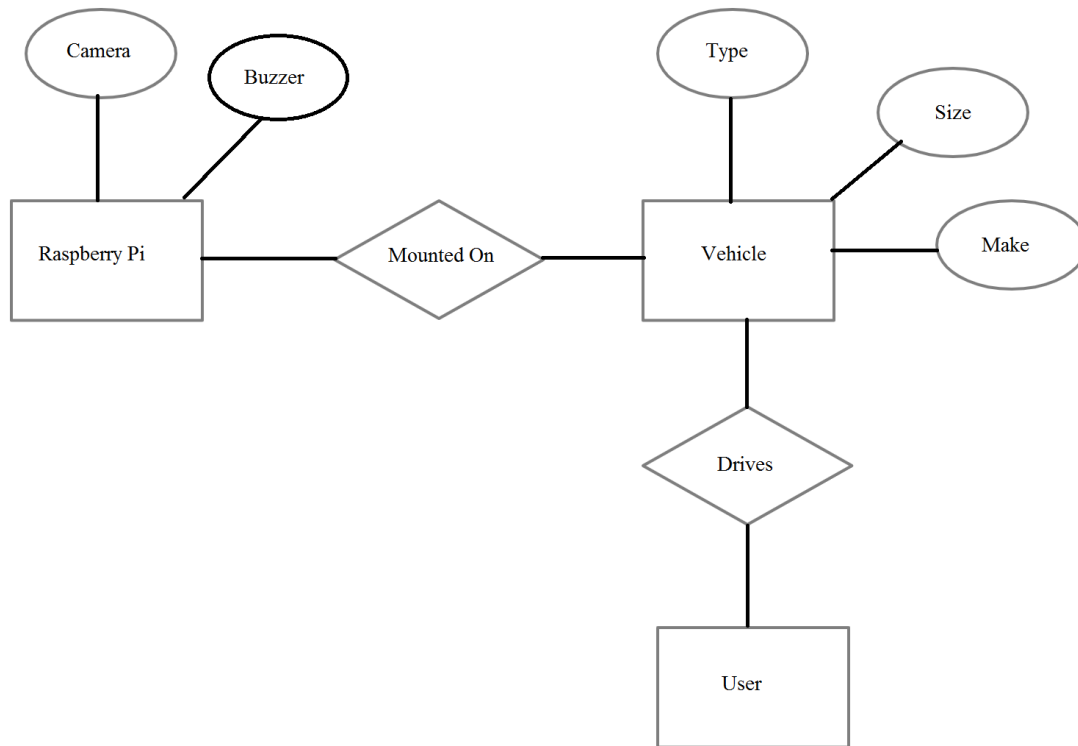 Camera
Buzzer
Type
Size
Raspberry Pi
Mounted On
Vehicle
Make
Drives
User